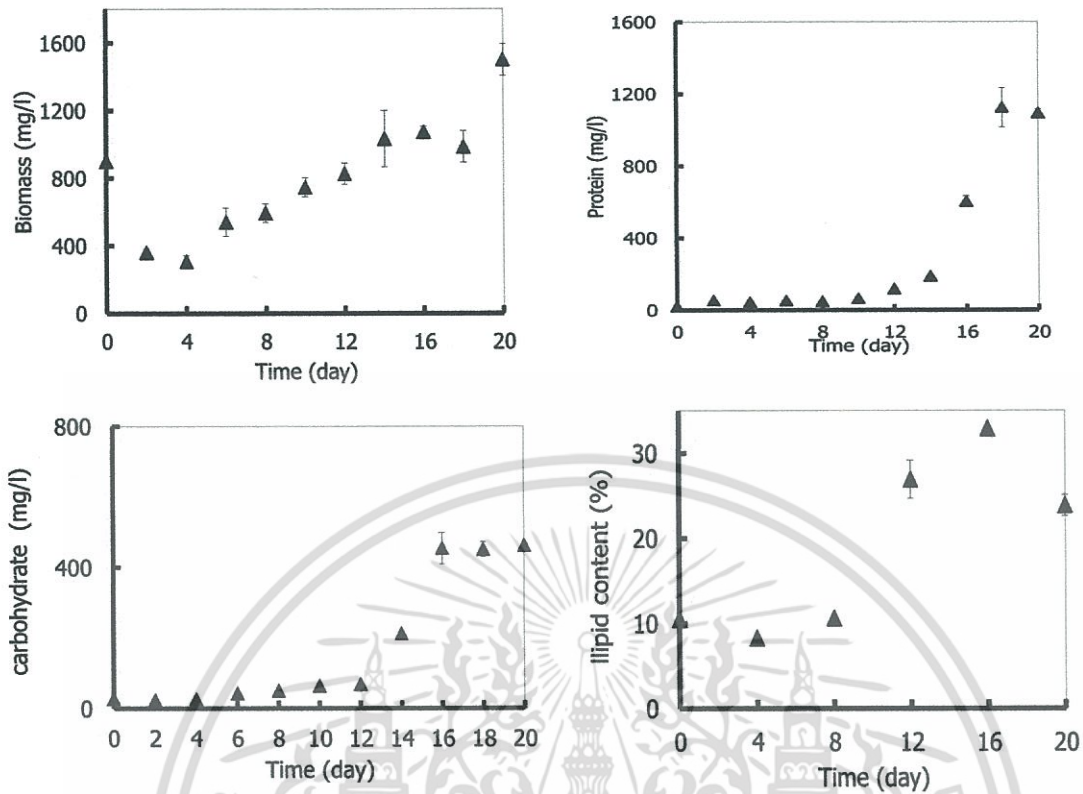 Biomass (mg/l)
1600
1200
800
400
0
0 4 8 12 16 20
Time (day)
Protein (mg/l)
1600
1200
800
400
0
0 4 8 12 16 20
Time (day)
carbohydrate (mg/l)
800
400
0
0 2 4 6 8 10 12 14 16 18 20
Time (day)
llipid content (%)
30
20
10
0
0 4 8 12 16 20
Time (day)